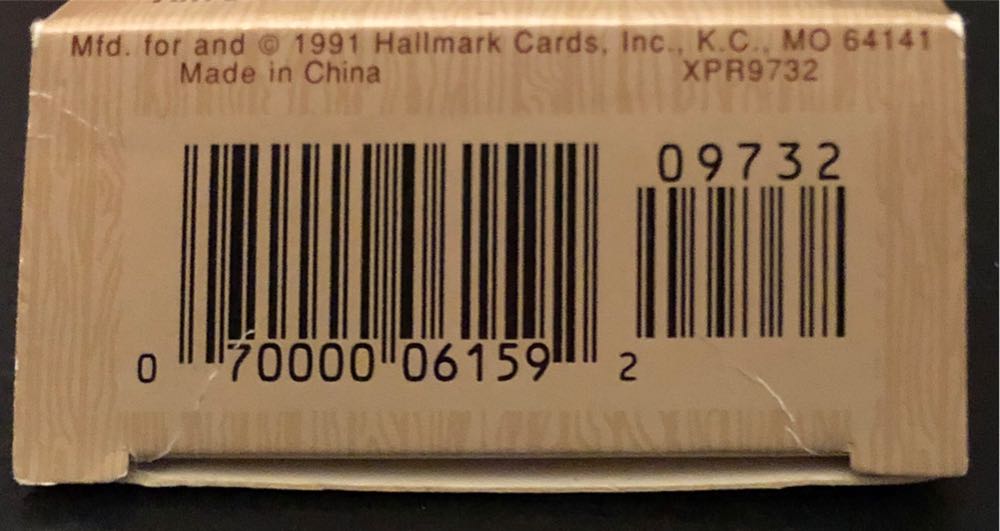 Mfd. for and © 1991 Hallmark Cards, Inc., K.C., MO 64141
Made in China XPR9732
09732
0 70000 06159 2